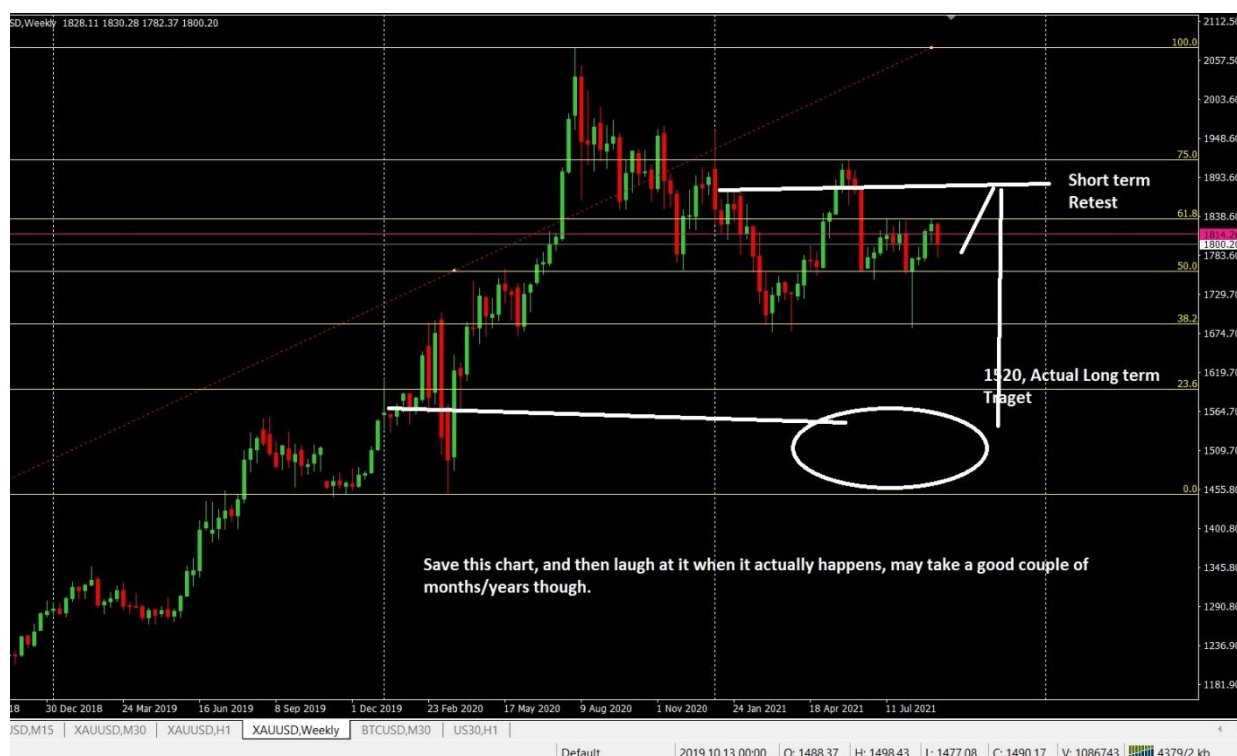 SD,Weekly 1828.11 1830.28 1782.37 1800.20
2112.50
100.0
2057.50
2003.60
1948.60
75.0
1893.60
Short term
Retest
61.8
1838.60
1814.26
1800.20
1783.60
50.0
1729.70
38.2
1674.70
1619.70
1520, Actual Long term
Traget
23.6
1564.70
1509.70
0.0
1455.80
1400.80
Save this chart, and then laugh at it when it actually happens, may take a good couple of
months/years though.
1345.80
1290.80
1236.90
1181.90
18 30 Dec 2018 24 Mar 2019 16 Jun 2019 8 Sep 2019 1 Dec 2019 23 Feb 2020 17 May 2020 9 Aug 2020 1 Nov 2020 24 Jan 2021 18 Apr 2021 11 Jul 2021
JSD,M15 XAUUSD,M30 XAUUSD,H1 XAUUSD,Weekly BTCUSD,M30 US30,H1
Default 2019.10.13 00:00 O: 1488.37 H: 1498.43 L: 1477.08 C: 1490.17 V: 1086743 4379/2 kb